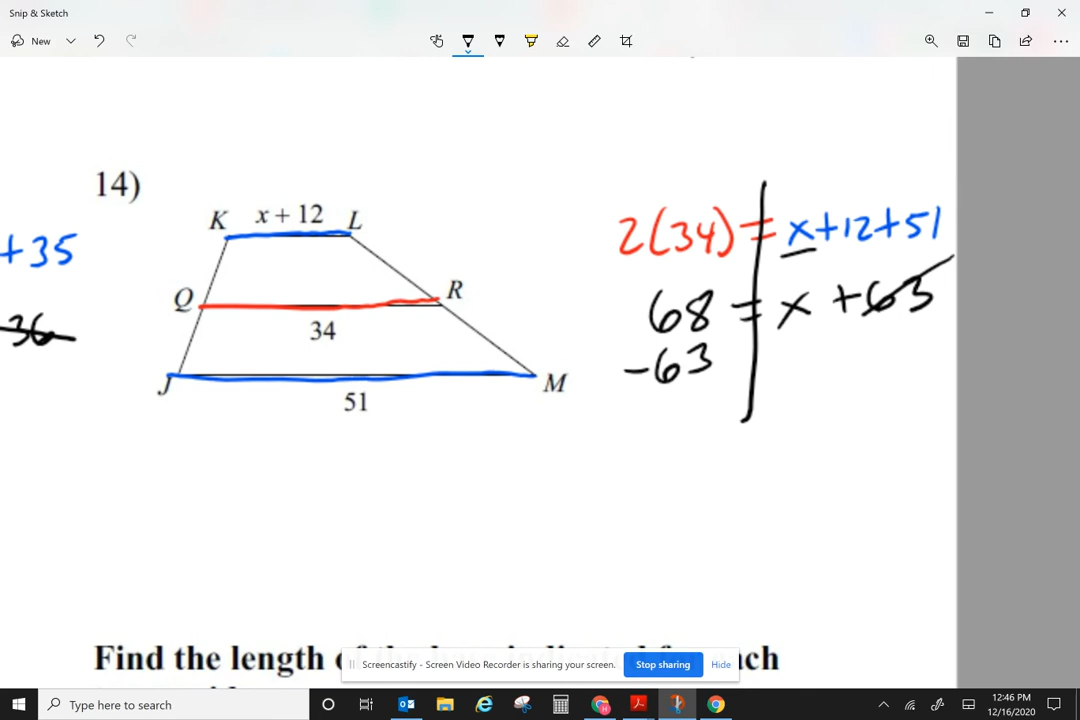 Snip & Sketch
New
14)
K x + 12 L
+35
2(34) = x+12+51
Q R
36
34
68 = x +63
-63
J M
51
Find the length o
ch
Screencastify - Screen Video Recorder is sharing your screen.
Stop sharing
Hide
Type here to search
12:46 PM
12/16/2020